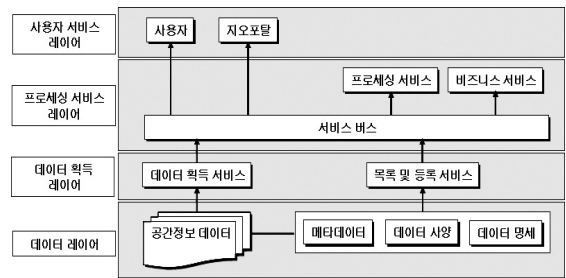 사용자 서비스
레이어
사용자
지오포탈
프로세싱 서비스
레이어
프로세싱 서비스
비즈니스 서비스
서비스 버스
데이터 획득
레이어
데이터 획득 서비스
목록 및 등록 서비스
데이터 레이어
공간정보 데이터
메타데이터
데이터 사양
데이터 명세